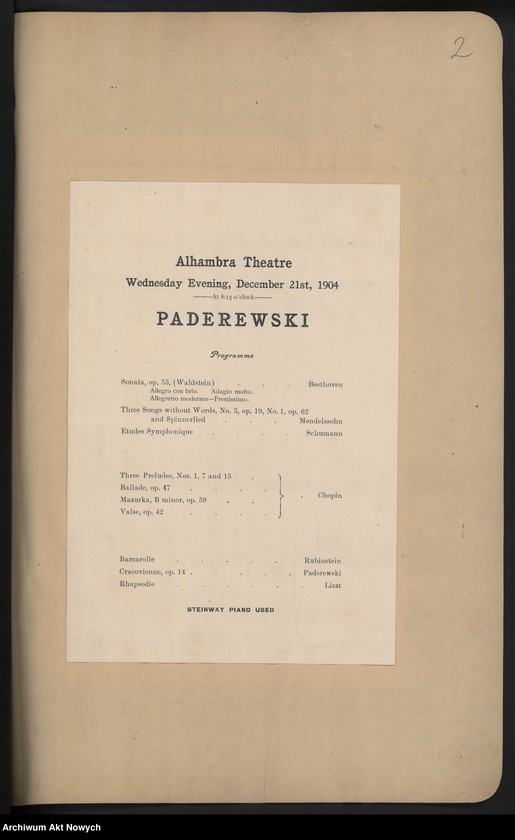 2
Alhambra Theatre
Wednesday Evening, December 21st, 1904
At 8:15 o'clock
PADEREWSKI
Programme
Sonata, op. 53, (Waldstein) . . . Beethoven
Allegro con brio. Adagio molto.
Allegretto moderato—Prestissimo.
Three Songs without Words, No. 3, op. 19, No. 1, op. 62
and Spinnerlied . . . Mendelssohn
Etudes Symphonique . . . . Schumann
Three Preludes, Nos. 1, 7 and 15 .
Ballade, op. 47 . . . .
Mazurka, B minor, op. 59 . . . Chopin
Valse, op. 42 . . . .
Barcarolle . . . . . Rubinstein
Cracovienne, op. 14 . . . . . Paderewski
Rhapsodie . . . . . . Liszt
STEINWAY PIANO USED
Archiwum Akt Nowych